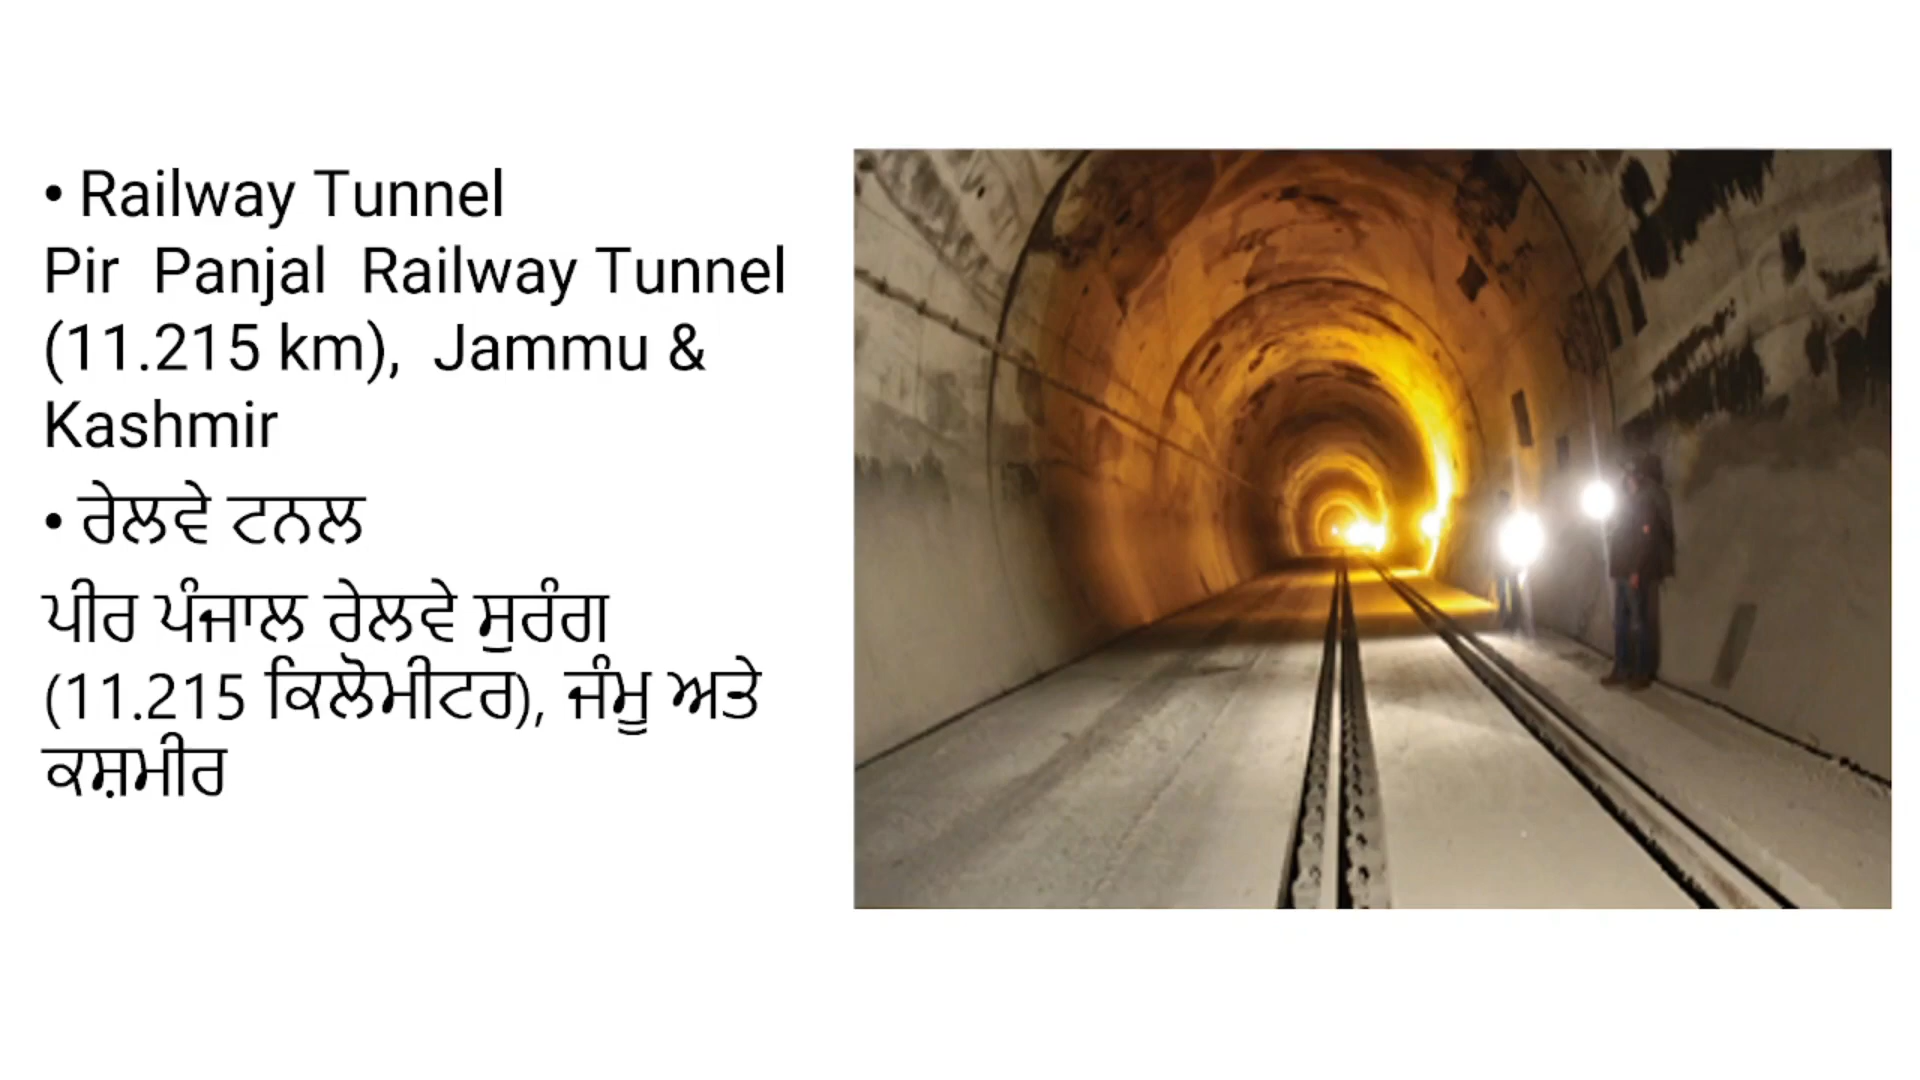 • Railway Tunnel
Pir Panjal Railway Tunnel
(11.215 km), Jammu &
Kashmir
• ਰੇਲਵੇ ਟਨਲ
ਪੀਰ ਪੰਜਾਲ ਰੇਲਵੇ ਸੁਰੰਗ
(11.215 ਕਿਲੋਮੀਟਰ), ਜੰਮੂ ਅਤੇ
ਕਸ਼ਮੀਰ